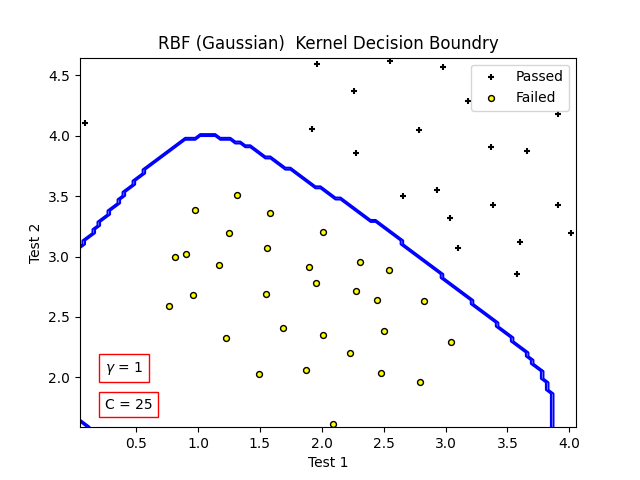 RBF (Gaussian)  Kernel Decision Boundry
Passed
Failed
4.5
4.0
3.5
3.0
2.5
2.0
Test 2
γ = 1
C = 25
0.5
1.0
1.5
2.0
2.5
3.0
3.5
4.0
Test 1